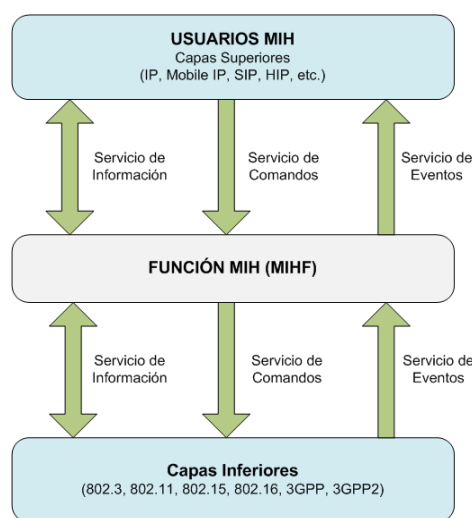 USUARIOS MIH
Capas Superiores
(IP, Mobile IP, SIP, HIP, etc.)
Servicio de
Información
Servicio de
Comandos
Servicio de
Eventos
FUNCIÓN MIH (MIHF)
Servicio de
Información
Servicio de
Comandos
Servicio de
Eventos
Capas Inferiores
(802.3, 802.11, 802.15, 802.16, 3GPP, 3GPP2)